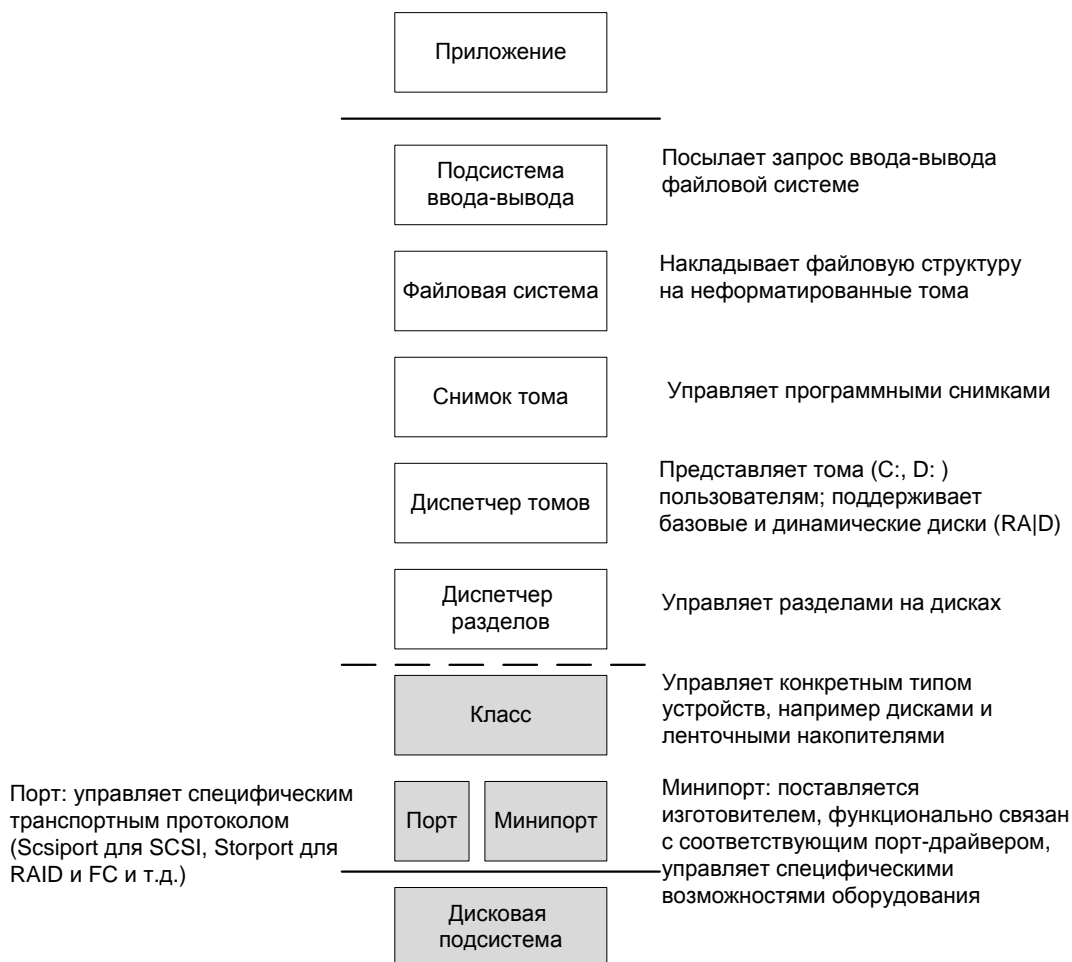 Приложение
Подсистема
ввода-вывода
Посылает запрос ввода-вывода
файловой системе
Файловая система
Накладывает файловую структуру
на неформатированные тома
Снимок тома
Управляет программными снимками
Диспетчер томов
Представляет тома (C:, D: )
пользователям; поддерживает
базовые и динамические диски (RA|D)
Диспетчер
разделов
Управляет разделами на дисках
Класс
Управляет конкретным типом
устройств, например дисками и
ленточными накопителями
Порт: управляет специфическим
транспортным протоколом
(Scsiport для SCSI, Storport для
RAID и FC и т.д.)
Порт
Минипорт
Минипорт: поставляется
изготовителем, функционально связан
с соответствующим порт-драйвером,
управляет специфическими
возможностями оборудования
Дисковая
подсистема